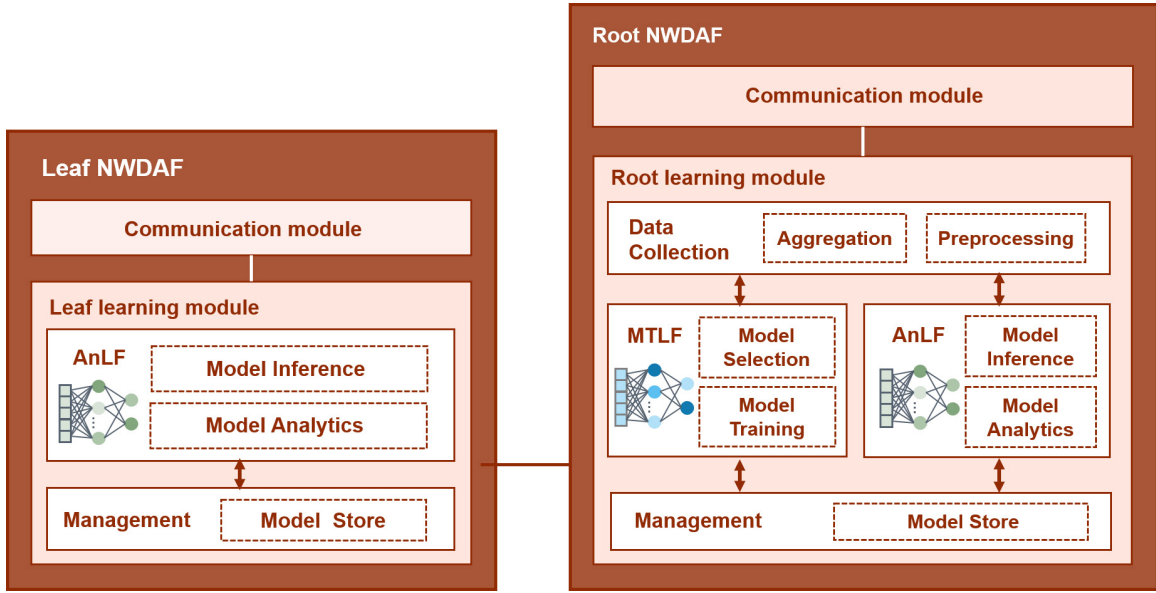 Leaf NWDAF
Communication module
Leaf learning module
AnLF
Model Inference
Model Analytics
Management
Model Store
Root NWDAF
Communication module
Root learning module
Data
Collection
Aggregation
Preprocessing
MTLF
Model
Selection
Model
Training
AnLF
Model
Inference
Model
Analytics
Management
Model Store